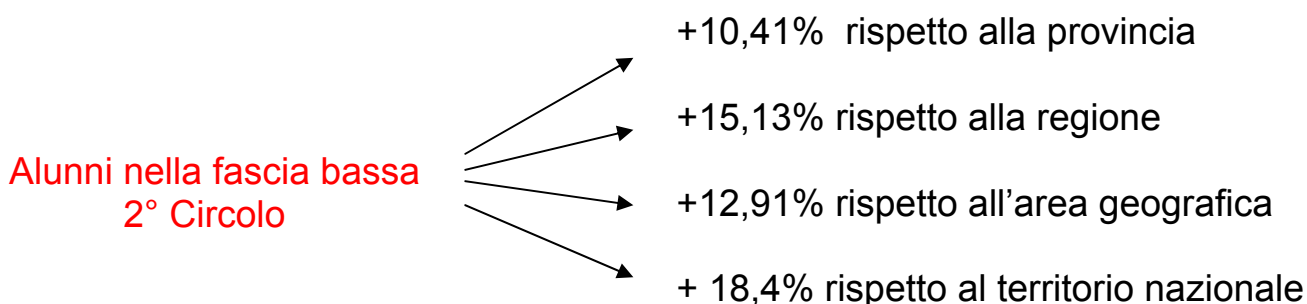 +10,41% rispetto alla provincia
+15,13% rispetto alla regione
Alunni nella fascia bassa
2° Circolo
+12,91% rispetto all’area geografica
+ 18,4% rispetto al territorio nazionale